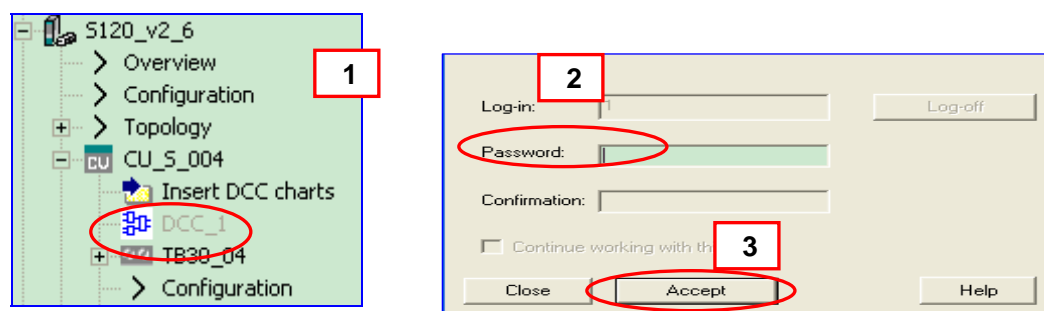 S120_v2_6
Overview
1
Configuration
Topology
CU
CU_S_004
Insert DCC charts
DCC_1
TB30_04
Configuration
2
Log-in:
1
Log-off
Password:
Confirmation:
Continue working with th
3
Close
Accept
Help